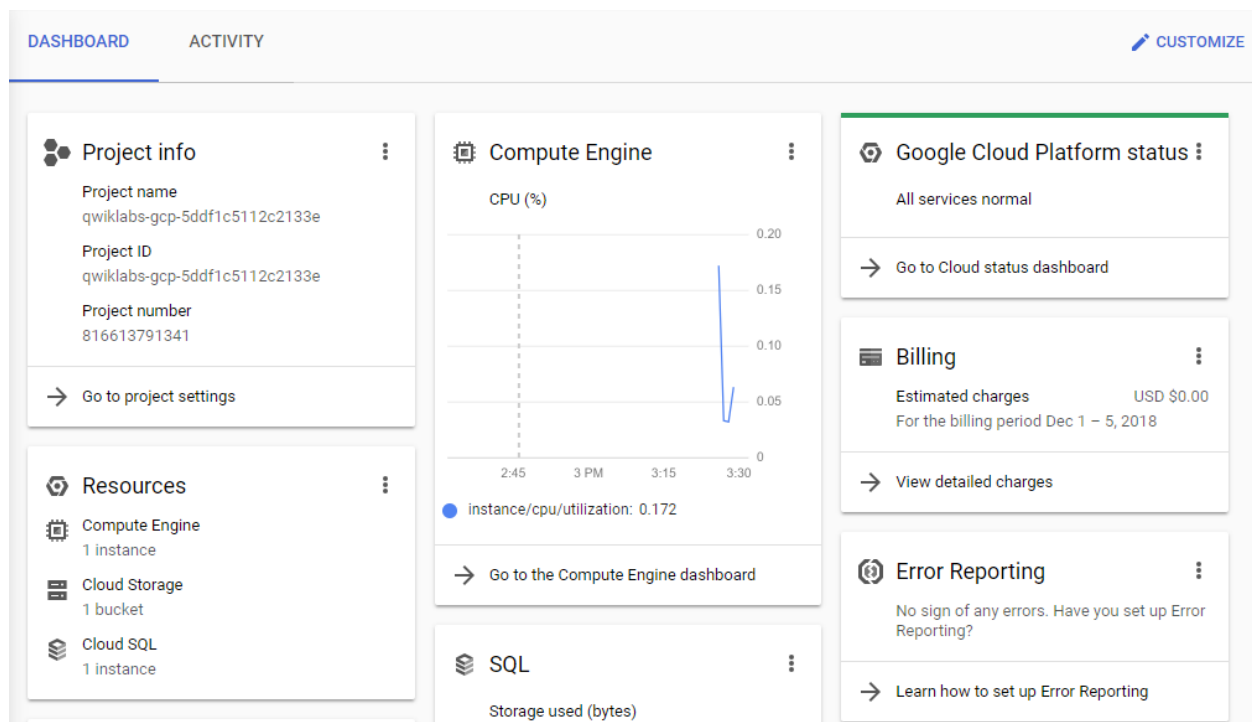 DASHBOARD
ACTIVITY
CUSTOMIZE
Project info
Project name
qwiklabs-gcp-5ddf1c5112c2133e
Project ID
qwiklabs-gcp-5ddf1c5112c2133e
Project number
816613791341
Go to project settings
Resources
Compute Engine
1 instance
Cloud Storage
1 bucket
Cloud SQL
1 instance
Compute Engine
CPU (%)
0.20
0.15
0.10
0.05
0
2:45 3 PM 3:15 3:30
instance/cpu/utilization: 0.172
Go to the Compute Engine dashboard
SQL
Storage used (bytes)
Google Cloud Platform status
All services normal
Go to Cloud status dashboard
Billing
Estimated charges USD $0.00
For the billing period Dec 1 – 5, 2018
View detailed charges
Error Reporting
No sign of any errors. Have you set up Error
Reporting?
Learn how to set up Error Reporting